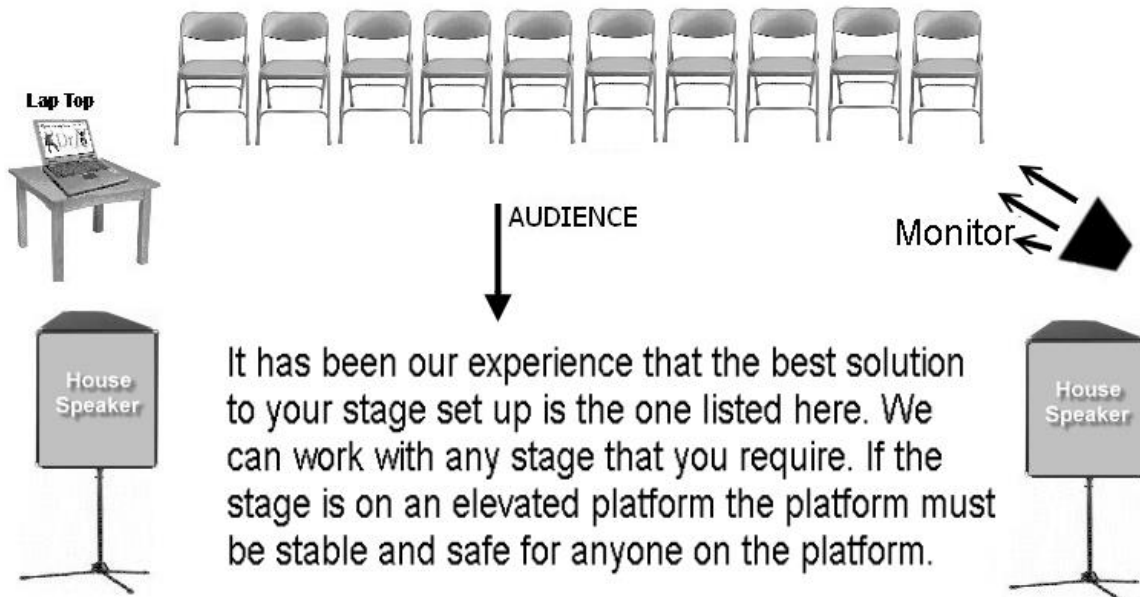 Lap Top
AUDIENCE
Monitor
House
Speaker
House
Speaker
It has been our experience that the best solution
to your stage set up is the one listed here. We
can work with any stage that you require. If the
stage is on an elevated platform the platform must
be stable and safe for anyone on the platform.